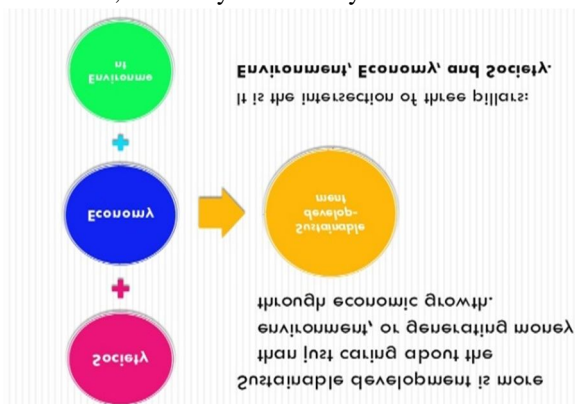 Sustainable development is more
than just caring about the
environment, or generating money
through economic growth.
Society
+
Economy
+
Environme
nt
Sustainable
develop-
ment
It is the intersection of three pillars:
Environment, Economy, and Society.